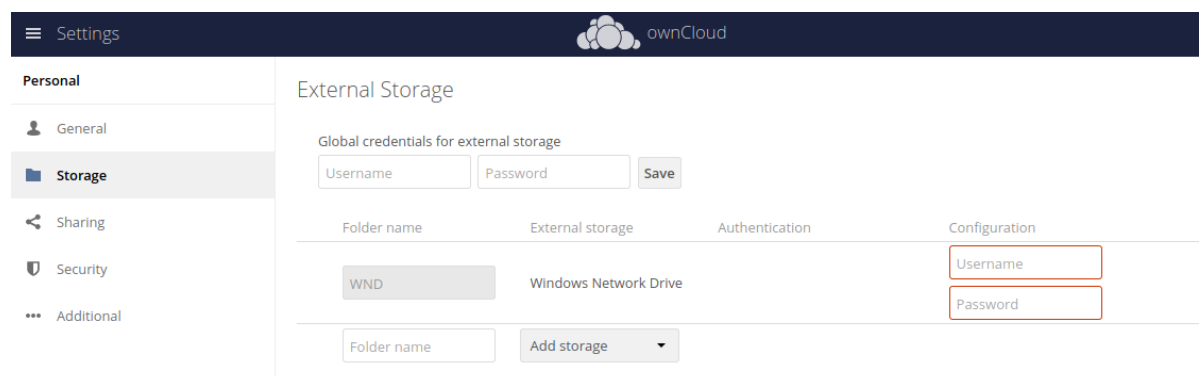 Settings
ownCloud
Personal
General
Storage
Sharing
Security
Additional
External Storage
Global credentials for external storage
Username Password Save
Folder name External storage Authentication Configuration
WND Windows Network Drive Username
Password
Folder name Add storage